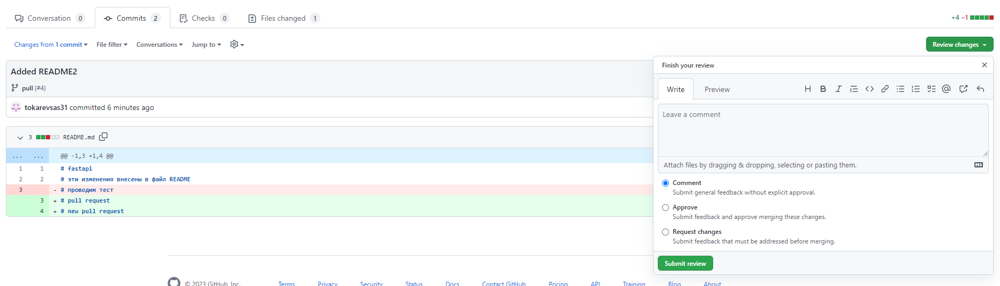 Conversation 0 Commits 2 Checks 0 Files changed 1 +4 −1
Changes from 1 commit File filter Conversations Jump to Review changes
Finish your review
Added README2
pull (#4)
Write Preview
tokarevsas31 committed 6 minutes ago
Leave a comment
3 README.md
... ... @@ -1,3 +1,4 @@
1 1 # fastapi
2 2 # эти изменения внесены в файл README
3 - # проводим тест
3 + # pull request
4 + # new pull request
Attach files by dragging & dropping, selecting or pasting them.
Comment
Submit general feedback without explicit approval.
Approve
Submit feedback and approve merging these changes.
Request changes
Submit feedback that must be addressed before merging.
Submit review
© 2023 GitHub, Inc. Terms Privacy Security Status Docs Contact GitHub Pricing API Training Blog About